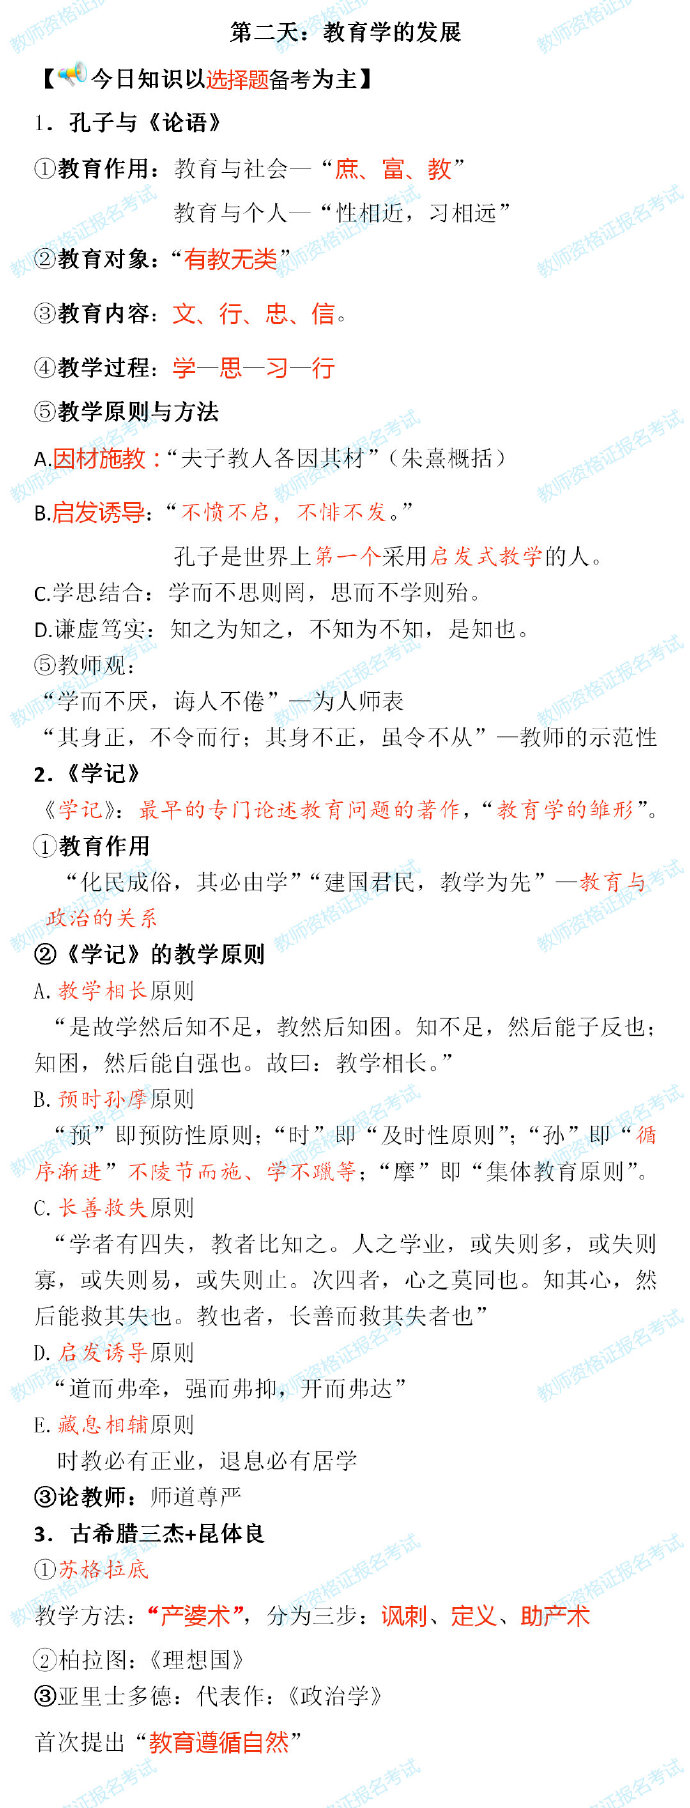 第二天：教育学的发展
【今日知识以选择题备考为主】
1．孔子与《论语》
①教育作用：教育与社会—“庶、富、教”
教育与个人—“性相近，习相远”
②教育对象：“有教无类”
③教育内容：文、行、忠、信。
④教学过程：学—思—习—行
⑤教学原则与方法
A.因材施教：“夫子教人各因其材”（朱熹概括）
B.启发诱导：“不愤不启，不悱不发。”
孔子是世界上第一个采用启发式教学的人。
C.学思结合：学而不思则罔，思而不学则殆。
D.谦虚笃实：知之为知之，不知为不知，是知也。
⑤教师观：
“学而不厌，诲人不倦”—为人师表
“其身正，不令而行；其身不正，虽令不从”—教师的示范性
2．《学记》
《学记》：最早的专门论述教育问题的著作，“教育学的雏形”。
①教育作用
“化民成俗，其必由学”“建国君民，教学为先”—教育与
政治的关系
②《学记》的教学原则
A. 教学相长原则
“是故学然后知不足，教然后知困。知不足，然后能子反也；
知困，然后能自强也。故曰：教学相长。”
B. 预时孙摩原则
“预”即预防性原则；“时”即“及时性原则”；“孙”即“循
序渐进”不陵节而施、学不躐等；“摩”即“集体教育原则”。
C. 长善救失原则
“学者有四失，教者比知之。人之学业，或失则多，或失则
寡，或失则易，或失则止。次四者，心之莫同也。知其心，然
后能救其失也。教也者，长善而救其失者也”
D. 启发诱导原则
“道而弗牵，强而弗抑，开而弗达”
E. 藏息相辅原则
时教必有正业，退息必有居学
③论教师：师道尊严
3．古希腊三杰+昆体良
①苏格拉底
教学方法：“产婆术”，分为三步：讽刺、定义、助产术
②柏拉图：《理想国》
③亚里士多德：代表作：《政治学》
首次提出“教育遵循自然”